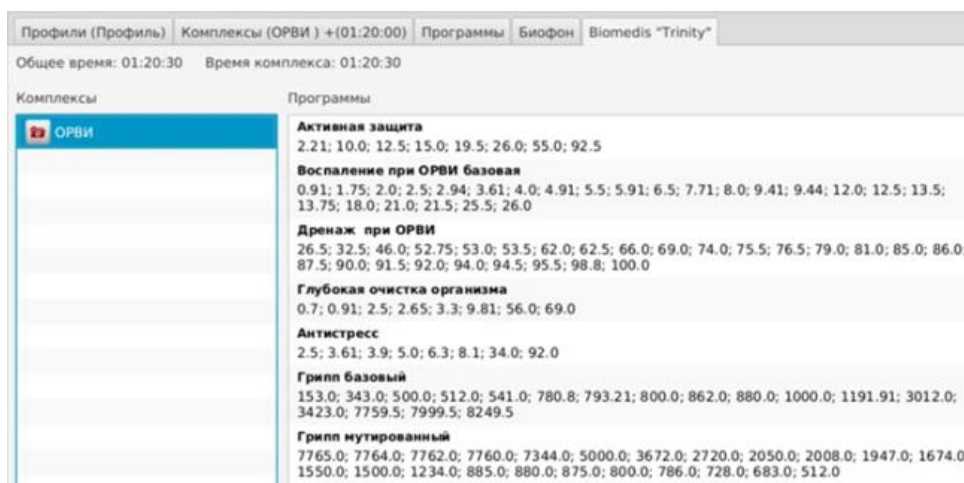 Профили (Профиль) Комплексы (ОРВИ ) +(01:20:00) Программы Биофон Biomedis "Trinity"
Общее время: 01:20:30 Время комплекса: 01:20:30
Комплексы
Программы
ОРВИ
Активная защита
2.21; 10.0; 12.5; 15.0; 19.5; 26.0; 55.0; 92.5
Воспаление при ОРВИ базовая
0.91; 1.75; 2.0; 2.5; 2.94; 3.61; 4.0; 4.91; 5.5; 5.91; 6.5; 7.71; 8.0; 9.41; 9.44; 12.0; 12.5; 13.5;
13.75; 18.0; 21.0; 21.5; 25.5; 26.0
Дренаж при ОРВИ
26.5; 32.5; 46.0; 52.75; 53.0; 53.5; 62.0; 62.5; 66.0; 69.0; 74.0; 75.5; 76.5; 79.0; 81.0; 85.0; 86.0;
87.5; 90.0; 91.5; 92.0; 94.0; 94.5; 95.5; 98.8; 100.0
Глубокая очистка организма
0.7; 0.91; 2.5; 2.65; 3.3; 9.81; 56.0; 69.0
Антистресс
2.5; 3.61; 3.9; 5.0; 6.3; 8.1; 34.0; 92.0
Грипп базовый
153.0; 343.0; 500.0; 512.0; 541.0; 780.8; 793.21; 800.0; 862.0; 880.0; 1000.0; 1191.91; 3012.0;
3423.0; 7759.5; 7999.5; 8249.5
Грипп мутированный
7765.0; 7764.0; 7762.0; 7760.0; 7344.0; 5000.0; 3672.0; 2720.0; 2050.0; 2008.0; 1947.0; 1674.0
1550.0; 1500.0; 1234.0; 885.0; 880.0; 875.0; 800.0; 786.0; 728.0; 683.0; 512.0